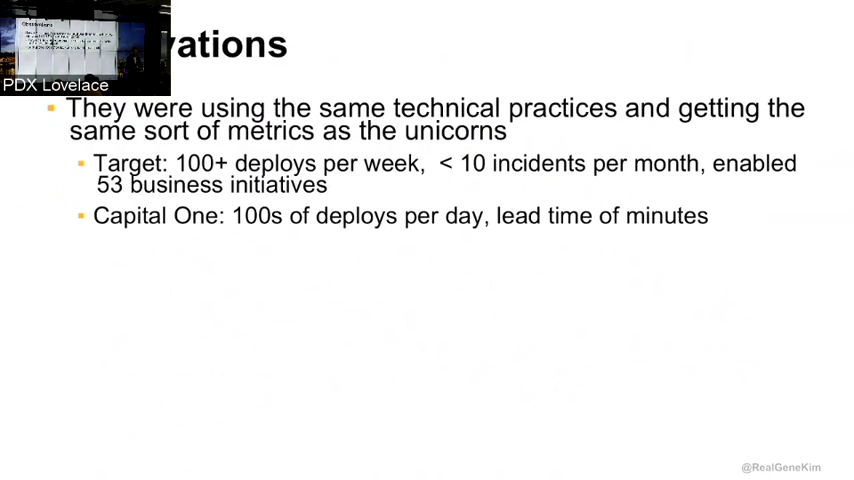 vations
PDX Lovelace
They were using the same technical practices and getting the
same sort of metrics as the unicorns
Target: 100+ deploys per week, < 10 incidents per month, enabled
53 business initiatives
Capital One: 100s of deploys per day, lead time of minutes
@RealGeneKim